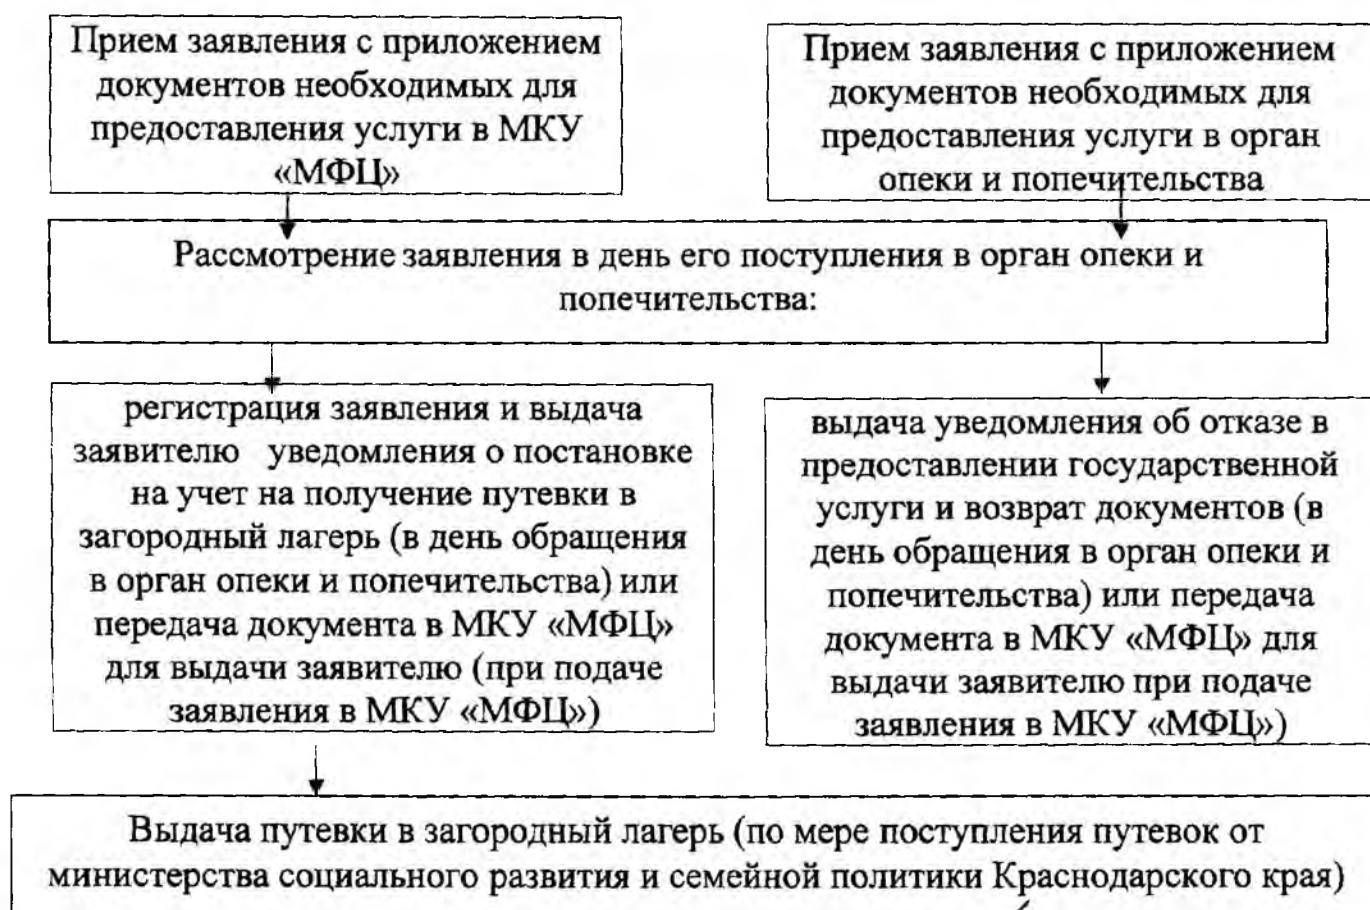 Прием заявления с приложением
документов необходимых для
предоставления услуги в МКУ
«МФЦ»
Прием заявления с приложением
документов необходимых для
предоставления услуги в орган
опеки и попечительства
Рассмотрение заявления в день его поступления в орган опеки и
попечительства:
регистрация заявления и выдача
заявителю уведомления о постановке
на учет на получение путевки в
загородный лагерь (в день обращения
в орган опеки и попечительства) или
передача документа в МКУ «МФЦ»
для выдачи заявителю (при подаче
заявления в МКУ «МФЦ»)
выдача уведомления об отказе в
предоставлении государственной
услуги и возврат документов (в
день обращения в орган опеки и
попечительства) или передача
документа в МКУ «МФЦ» для
выдачи заявителю при подаче
заявления в МКУ «МФЦ»)
Выдача путевки в загородный лагерь (по мере поступления путевок от
министерства социального развития и семейной политики Краснодарского края)